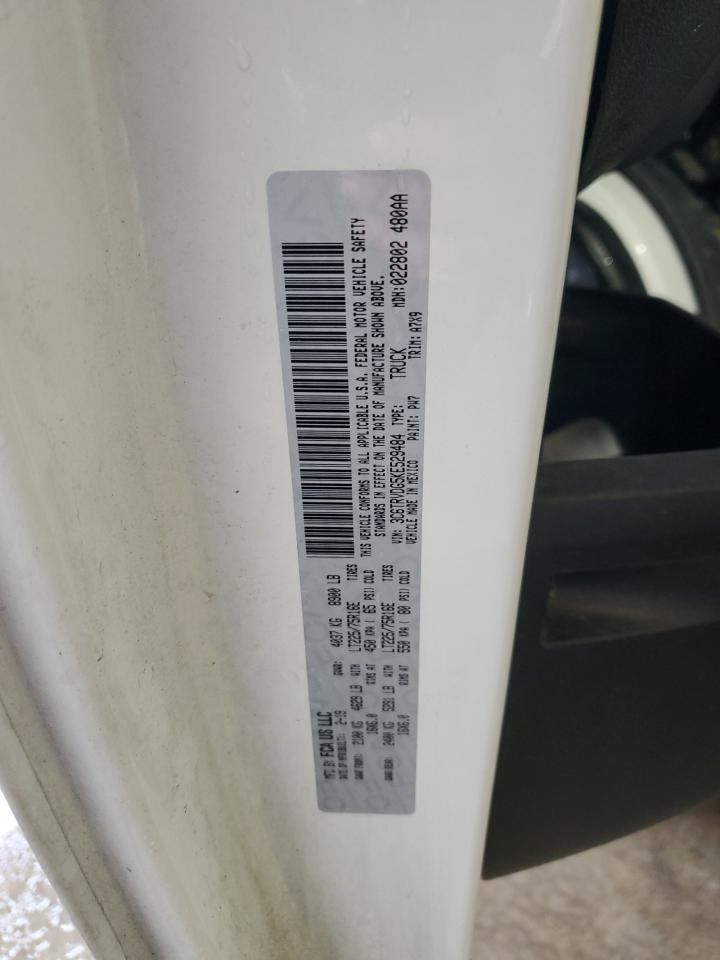 MFD BY: FCA US LLC
DATE OF MFR: 2-19 GVWR: 4037 KG 8900 LB
GAWR FRONT: 2100 KG 4629 LB WITH LT225/75R16E TIRES
16X6.0 RIMS AT 450 KPA ( 65 PSI) COLD
GAWR REAR: 2400 KG 5291 LB WITH LT225/75R16E TIRES
16X6.0 RIMS AT 550 KPA ( 80 PSI) COLD
THIS VEHICLE CONFORMS TO ALL APPLICABLE U.S.A. FEDERAL MOTOR VEHICLE SAFETY
STANDARDS IN EFFECT ON THE DATE OF MANUFACTURE SHOWN ABOVE.
VIN: 3C6TRVDG5KE529484 TYPE: TRUCK MDH: 022802 480AA
VEHICLE MADE IN MEXICO PAINT: PW7 TRIM: A7X9